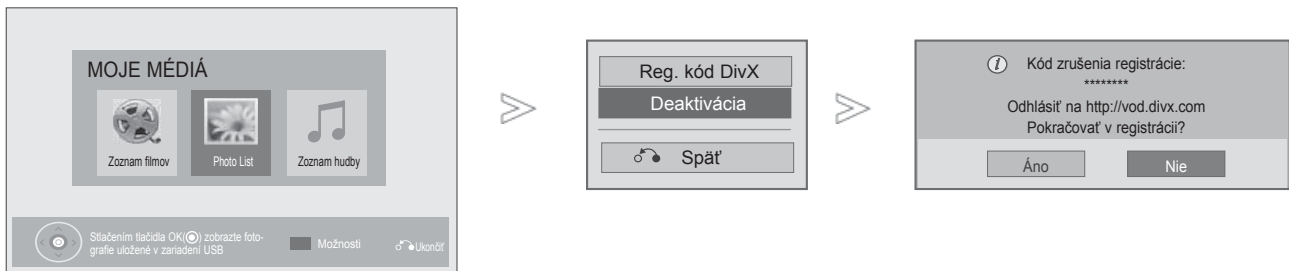 MOJE MÉDIÁ
Zoznam filmov
Photo List
Zoznam hudby
Stlačením tlačidla OK(◉) zobrazte foto-
grafie uložené v zariadení USB
Možnosti
Ukončiť
Reg. kód DivX
Deaktivácia
Späť
Kód zrušenia registrácie:
********
Odhlásiť na http://vod.divx.com
Pokračovať v registrácii?
Áno
Nie